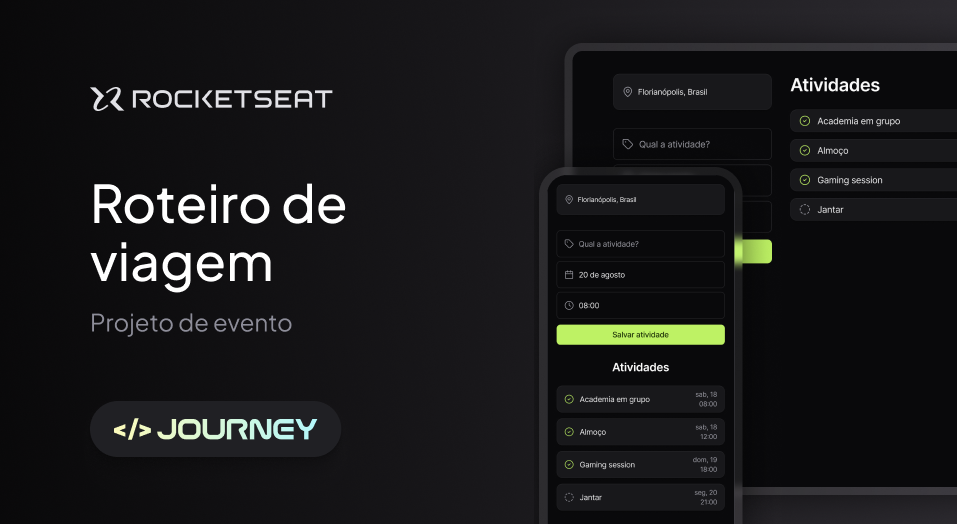 ROCKETSEAT
Roteiro de
viagem
Projeto de evento
</> JOURNEY
Florianópolis, Brasil
Qual a atividade?
Atividades
Academia em grupo
Almoço
Gaming session
Jantar
Florianópolis, Brasil
Qual a atividade?
20 de agosto
08:00
Salvar atividade
Atividades
Academia em grupo
sab, 18
08:00
Almoço
sab, 18
12:00
Gaming session
dom, 19
18:00
Jantar
seg, 20
21:00